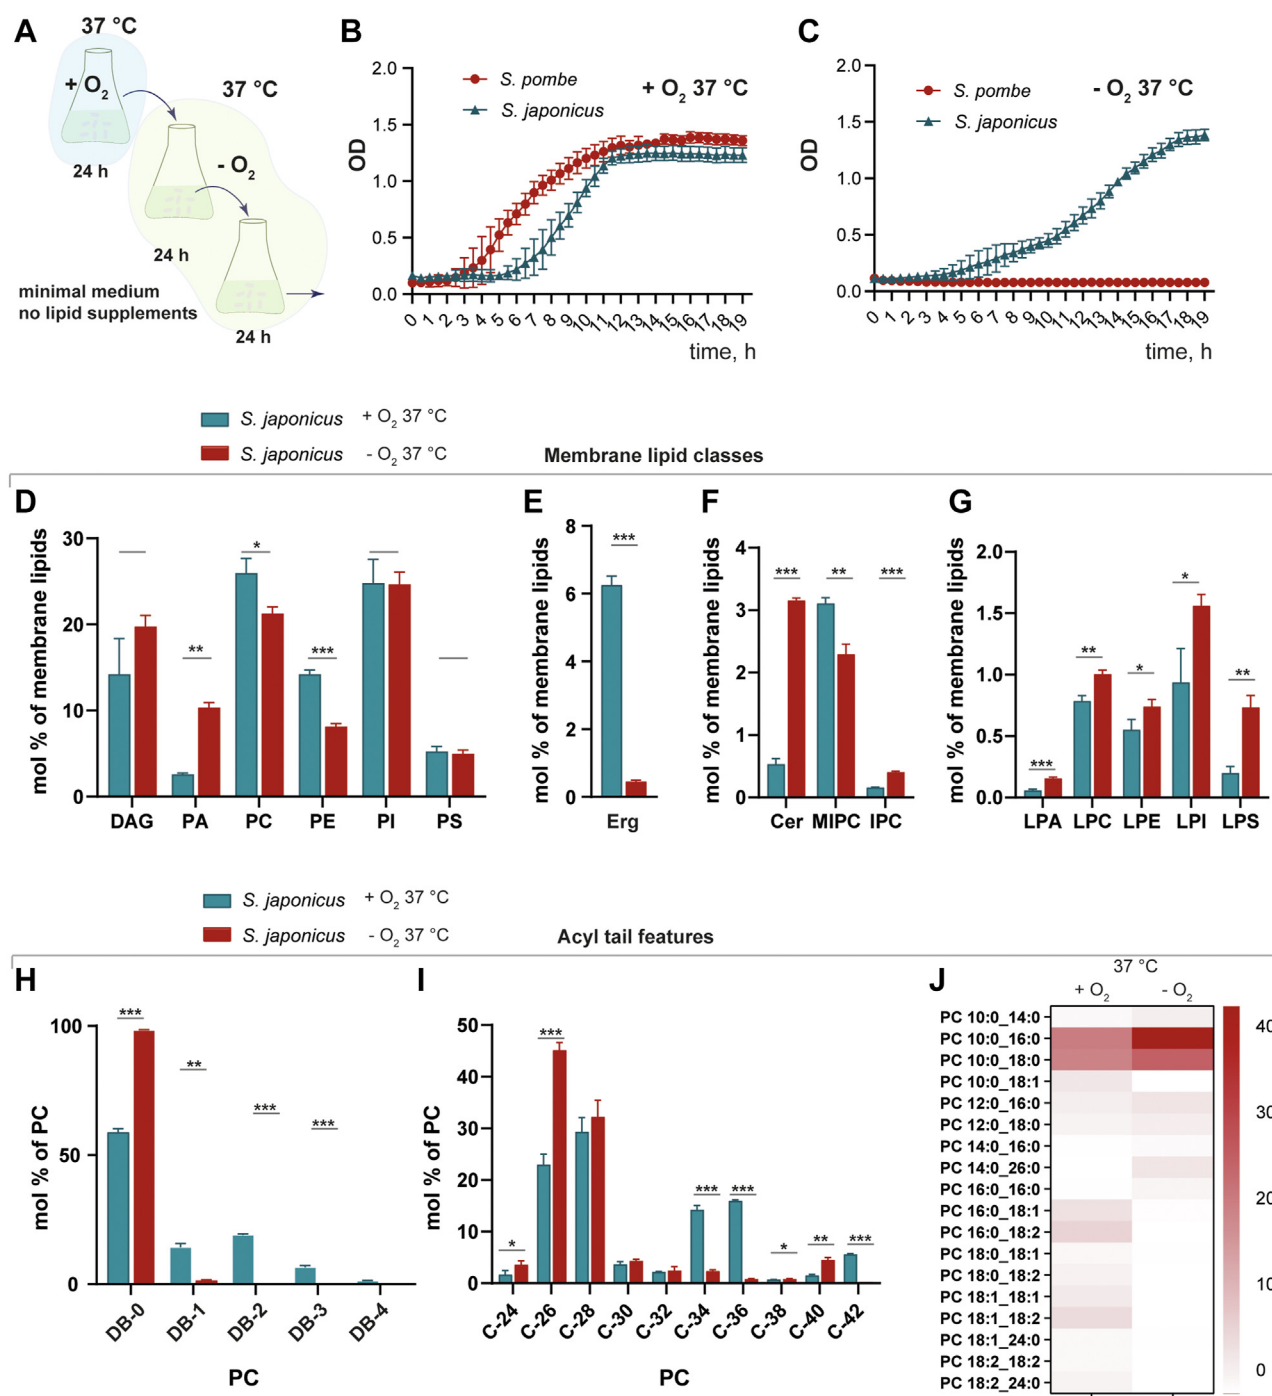 A
37 °C
+ O2
24 h
37 °C
- O2
24 h
24 h
minimal medium
no lipid supplements
B
S. pombe
S. japonicus
+ O2 37 °C
OD
2.0
1.5
1.0
0.5
0.0
0 1 2 3 4 5 6 7 8 9 10 11 12 13 14 15 16 17 18 19
time, h
C
S. pombe
S. japonicus
- O2 37 °C
OD
2.0
1.5
1.0
0.5
0.0
0 1 2 3 4 5 6 7 8 9 10 11 12 13 14 15 16 17 18 19
time, h
S. japonicus + O2 37 °C
S. japonicus - O2 37 °C
Membrane lipid classes
D
mol % of membrane lipids
30
20
10
0
** * ***
DAG PA PC PE PI PS
E
mol % of membrane lipids
8
6
4
2
0
***
Erg
F
mol % of membrane lipids
4
3
2
1
0
*** ** ***
Cer MIPC IPC
G
mol % of membrane lipids
2.0
1.5
1.0
0.5
0.0
*** ** * * **
LPA LPC LPE LPI LPS
S. japonicus + O2 37 °C
S. japonicus - O2 37 °C
Acyl tail features
H
mol % of PC
100
50
0
*** ** *** ***
DB-0 DB-1 DB-2 DB-3 DB-4
PC
I
mol % of PC
50
40
30
20
10
0
* *** *** *** * ** ***
C-24 C-26 C-28 C-30 C-32 C-34 C-36 C-38 C-40 C-42
PC
J
37 °C
+ O2 - O2
PC 10:0_14:0
PC 10:0_16:0
PC 10:0_18:0
PC 10:0_18:1
PC 12:0_16:0
PC 12:0_18:0
PC 14:0_16:0
PC 14:0_26:0
PC 16:0_16:0
PC 16:0_18:1
PC 16:0_18:2
PC 18:0_18:1
PC 18:0_18:2
PC 18:1_18:1
PC 18:1_18:2
PC 18:1_24:0
PC 18:2_18:2
PC 18:2_24:0
40
30
20
10
0